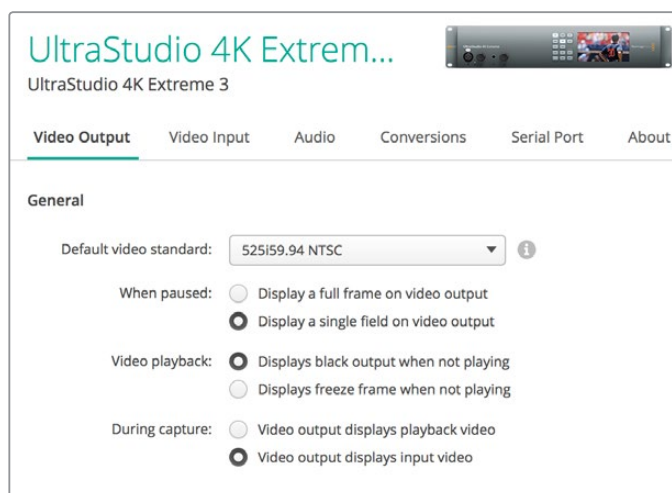 UltraStudio 4K Extrem...
UltraStudio 4K Extreme 3
Video Output Video Input Audio Conversions Serial Port About
General
Default video standard: 525i59.94 NTSC
When paused: Display a full frame on video output
Display a single field on video output
Video playback: Displays black output when not playing
Displays freeze frame when not playing
During capture: Video output displays playback video
Video output displays input video